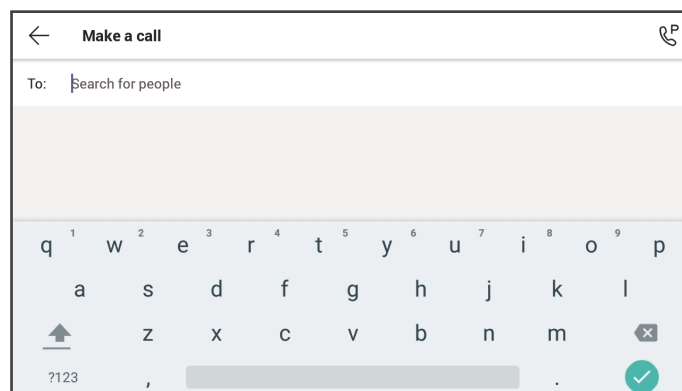 Make a call
P
To: Search for people
1 2 3 4 5 6 7 8 9
q w e r t y u i o p
a s d f g h j k l
z x c v b n m
?123 , .